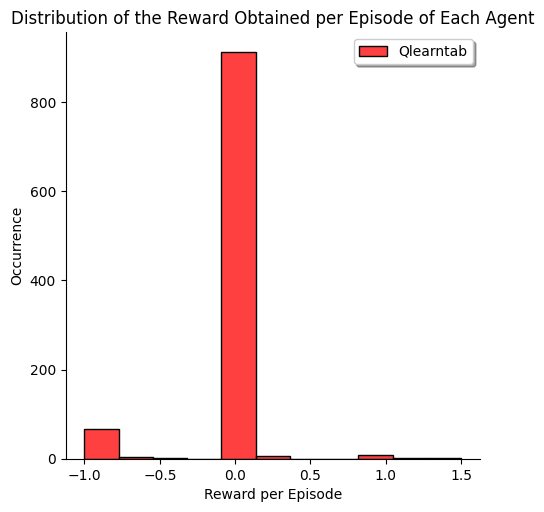 Distribution of the Reward Obtained per Episode of Each Agent
Qlearntab
Occurrence
800
600
400
200
0
−1.0 −0.5 0.0 0.5 1.0 1.5
Reward per Episode